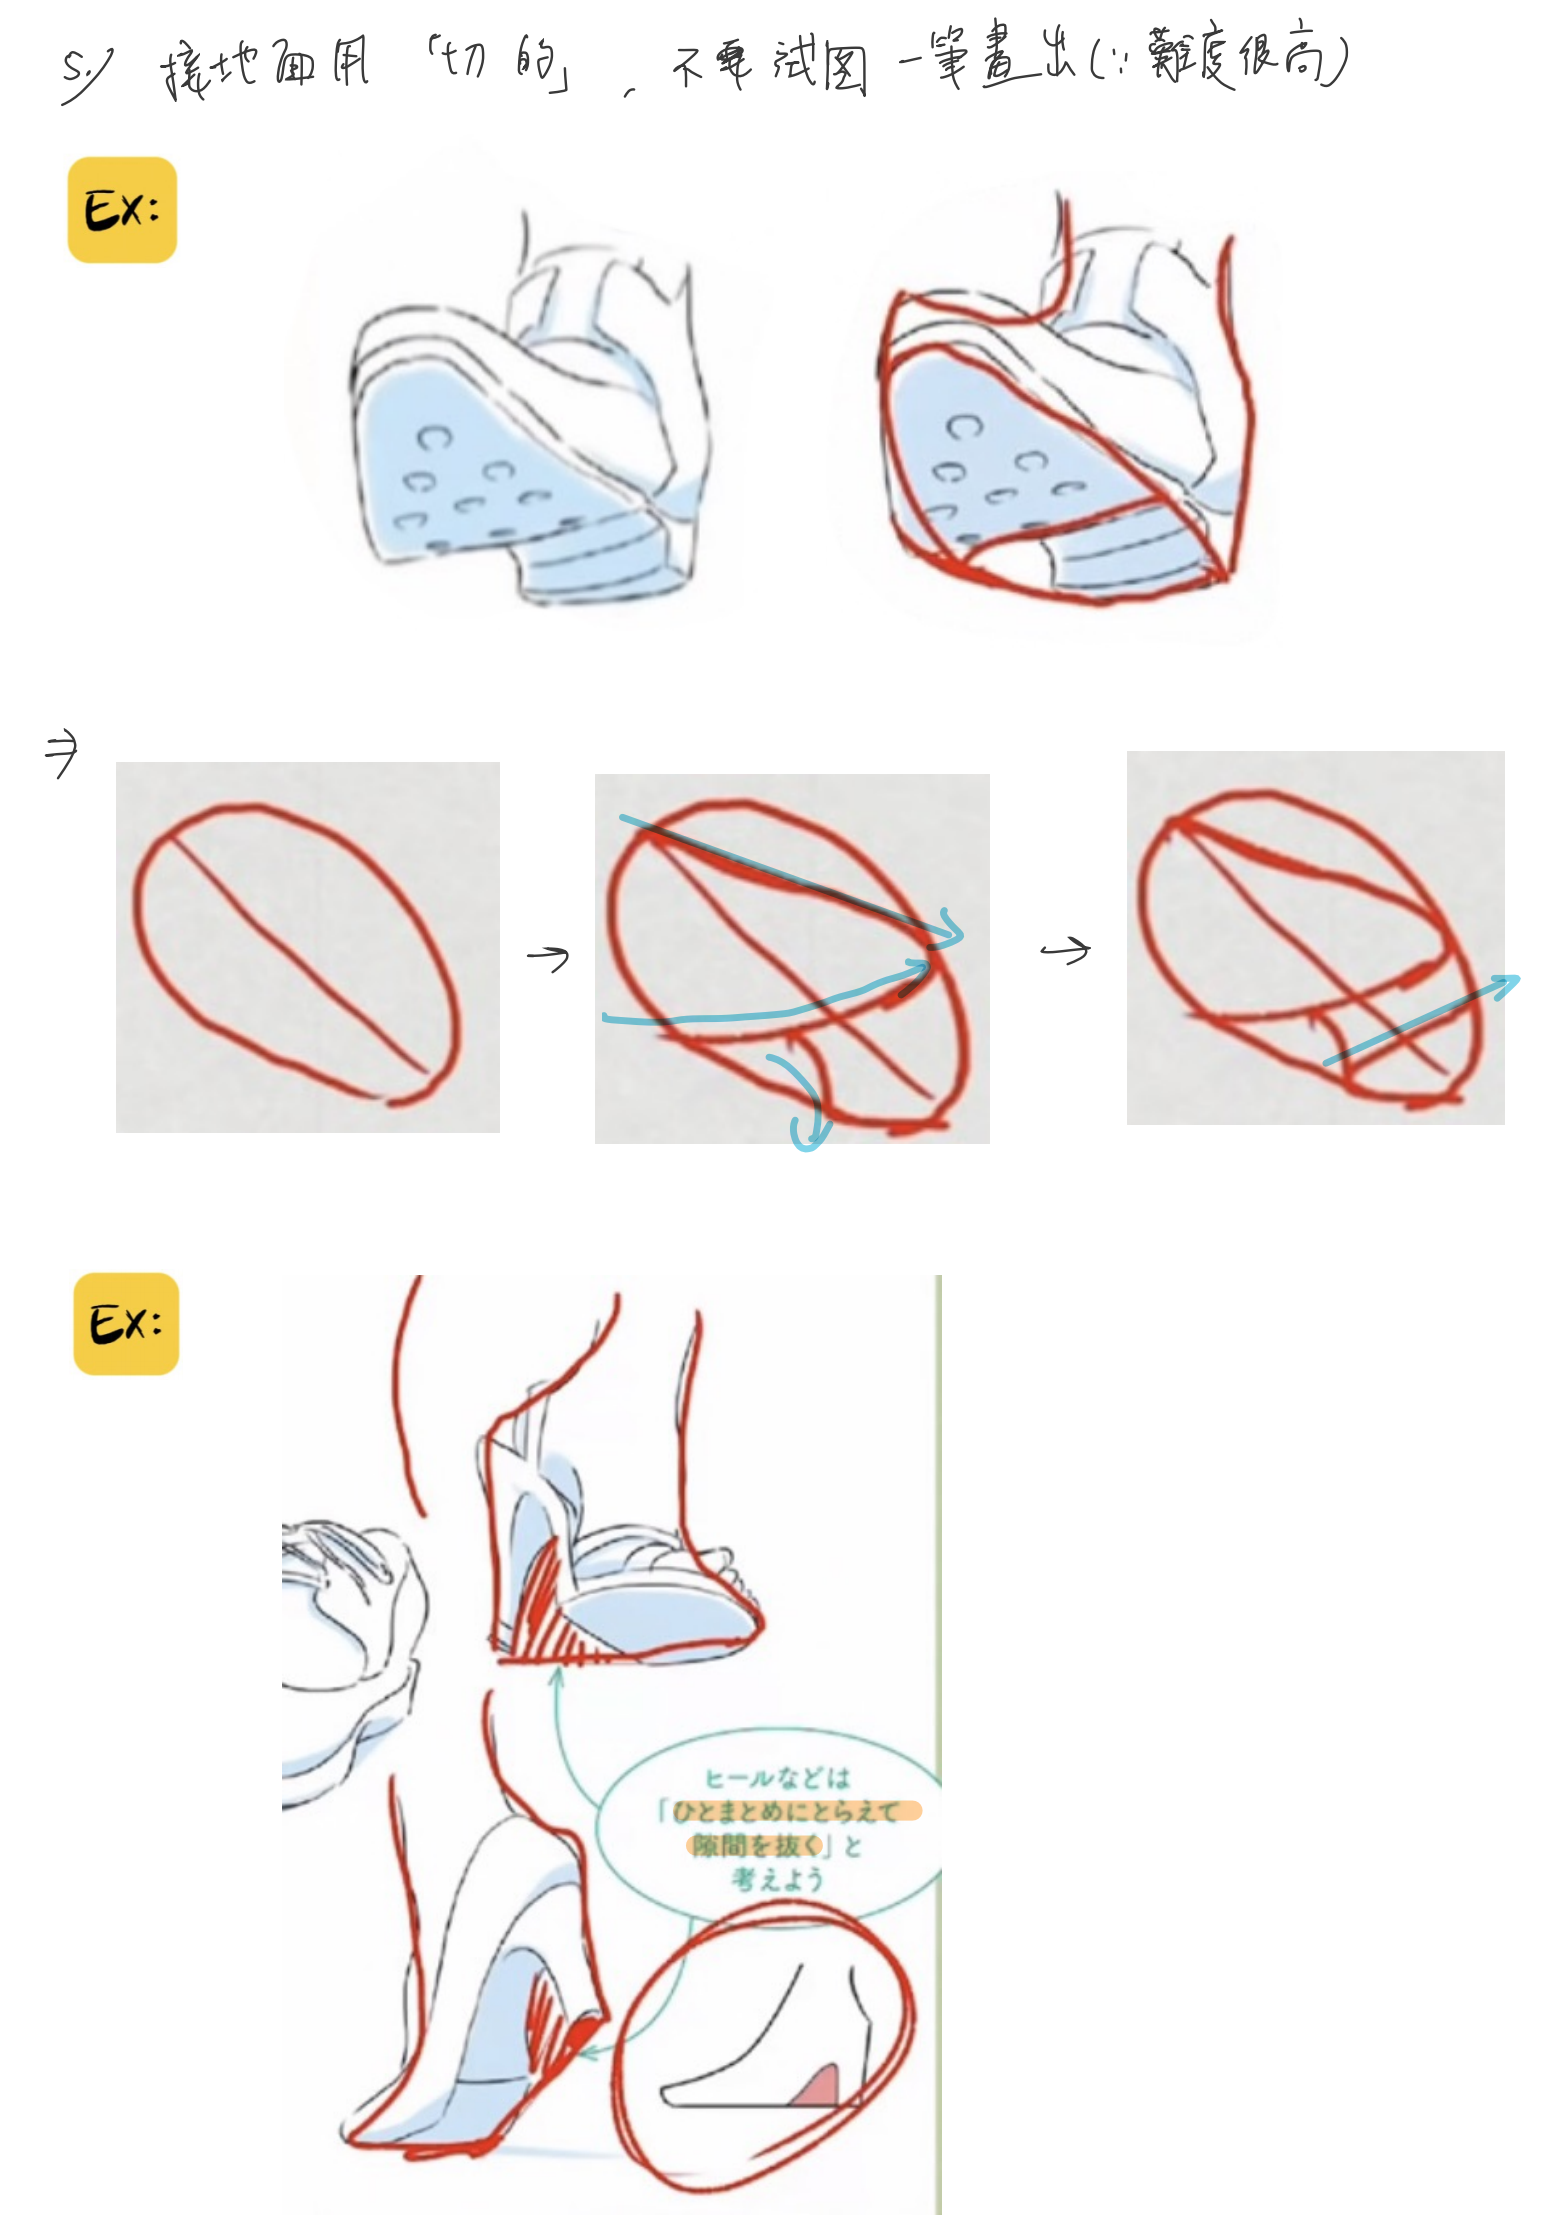 5.) 接地面用「切的」, 不要試図一筆畫出(∵難度很高)
Ex:
⇒
→
→
Ex:
ヒールなどは
「ひとまとめにとらえて
隙間を抜く」と
考えよう